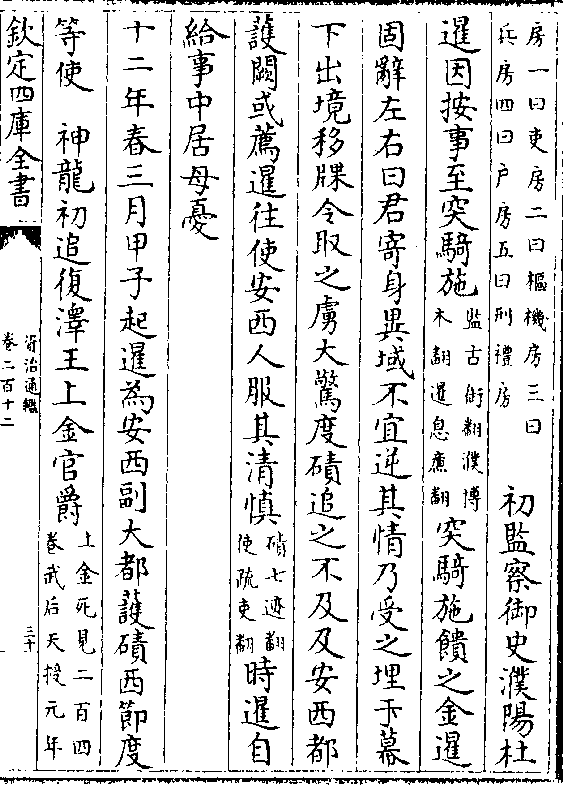 房一曰吏房二曰樞機房三曰
兵房四曰户房五曰刑禮房
初監察御史濮陽杜
暹因按事至突騎施
監古銜翻濮博
木翻暹息亷翻
突騎施饋之金暹
固辭左右曰君寄身異域不宜逆其情乃受之埋于幕
下出境移牒令取之虜大驚度磧追之不及及安西都
護闕或薦暹往使安西人服其清慎
磧七迹翻
使疏吏翻
時暹自
給事中居母憂
十二年春三月甲子起暹為安西副大都護磧西節度
等使　神龍初追復澤王上金官爵
上金死見二百四
卷武后天授元年
欽定四庫全書
資治通鑑
卷二百十二
三十